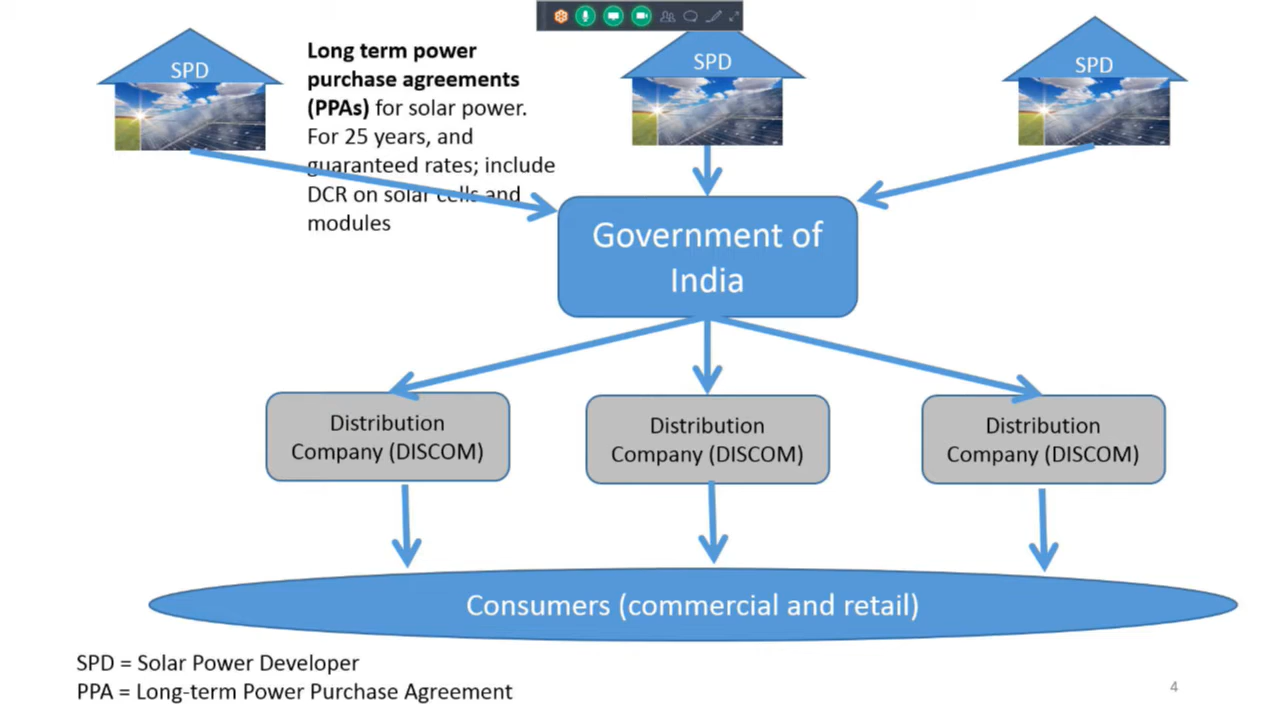 SPD
Long term power
purchase agreements
(PPAs) for solar power.
For 25 years, and
guaranteed rates; include
DCR on solar cells and
modules
SPD
SPD
Government of
India
Distribution
Company (DISCOM)
Distribution
Company (DISCOM)
Distribution
Company (DISCOM)
Consumers (commercial and retail)
SPD = Solar Power Developer
PPA = Long-term Power Purchase Agreement
4